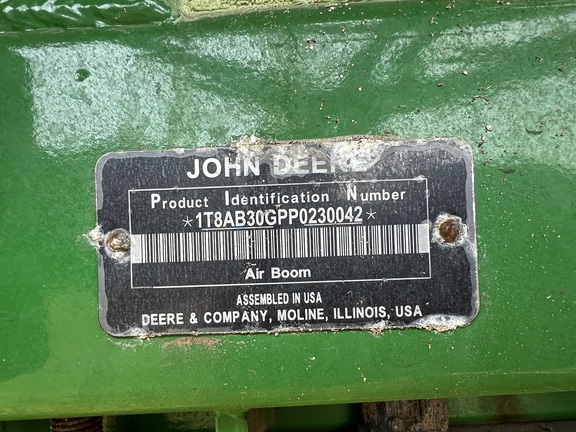 JOHN DEERE
Product Identification Number
*1T8AB30GPP0230042*
Air Boom
ASSEMBLED IN USA
DEERE & COMPANY, MOLINE, ILLINOIS, USA